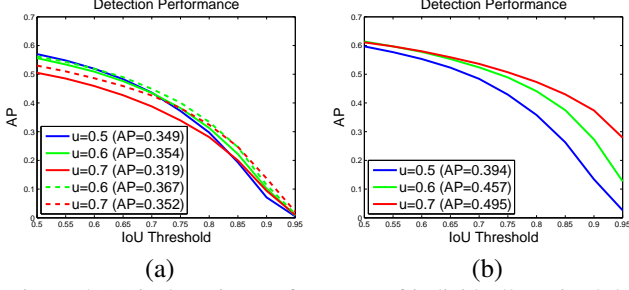 Detection Performance
0.7
0.6
0.5
0.4
0.3
0.2
0.1
0
AP
u=0.5 (AP=0.349)
u=0.6 (AP=0.354)
u=0.7 (AP=0.319)
u=0.6 (AP=0.367)
u=0.7 (AP=0.352)
0.5 0.55 0.6 0.65 0.7 0.75 0.8 0.85 0.9 0.95
IoU Threshold
(a)
Detection Performance
0.7
0.6
0.5
0.4
0.3
0.2
0.1
0
AP
u=0.5 (AP=0.394)
u=0.6 (AP=0.457)
u=0.7 (AP=0.495)
0.5 0.55 0.6 0.65 0.7 0.75 0.8 0.85 0.9 0.95
IoU Threshold
(b)